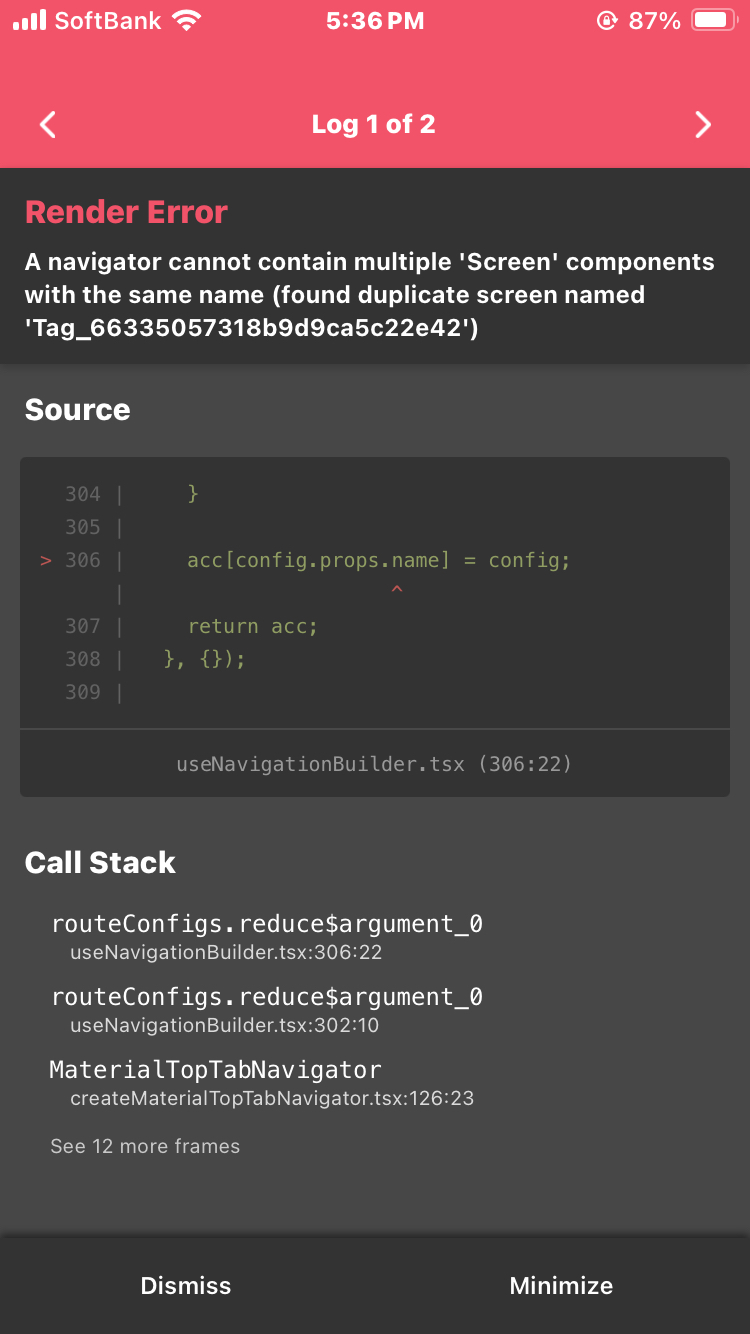 SoftBank 5:36 PM 87%
Log 1 of 2
Render Error
A navigator cannot contain multiple 'Screen' components
with the same name (found duplicate screen named
'Tag_66335057318b9d9ca5c22e42')
Source
304 | }
305 |
> 306 | acc[config.props.name] = config;
| ^
307 | return acc;
308 | }, {});
309 |
useNavigationBuilder.tsx (306:22)
Call Stack
routeConfigs.reduce$argument_0
useNavigationBuilder.tsx:306:22
routeConfigs.reduce$argument_0
useNavigationBuilder.tsx:302:10
MaterialTopTabNavigator
createMaterialTopTabNavigator.tsx:126:23
See 12 more frames
Dismiss Minimize